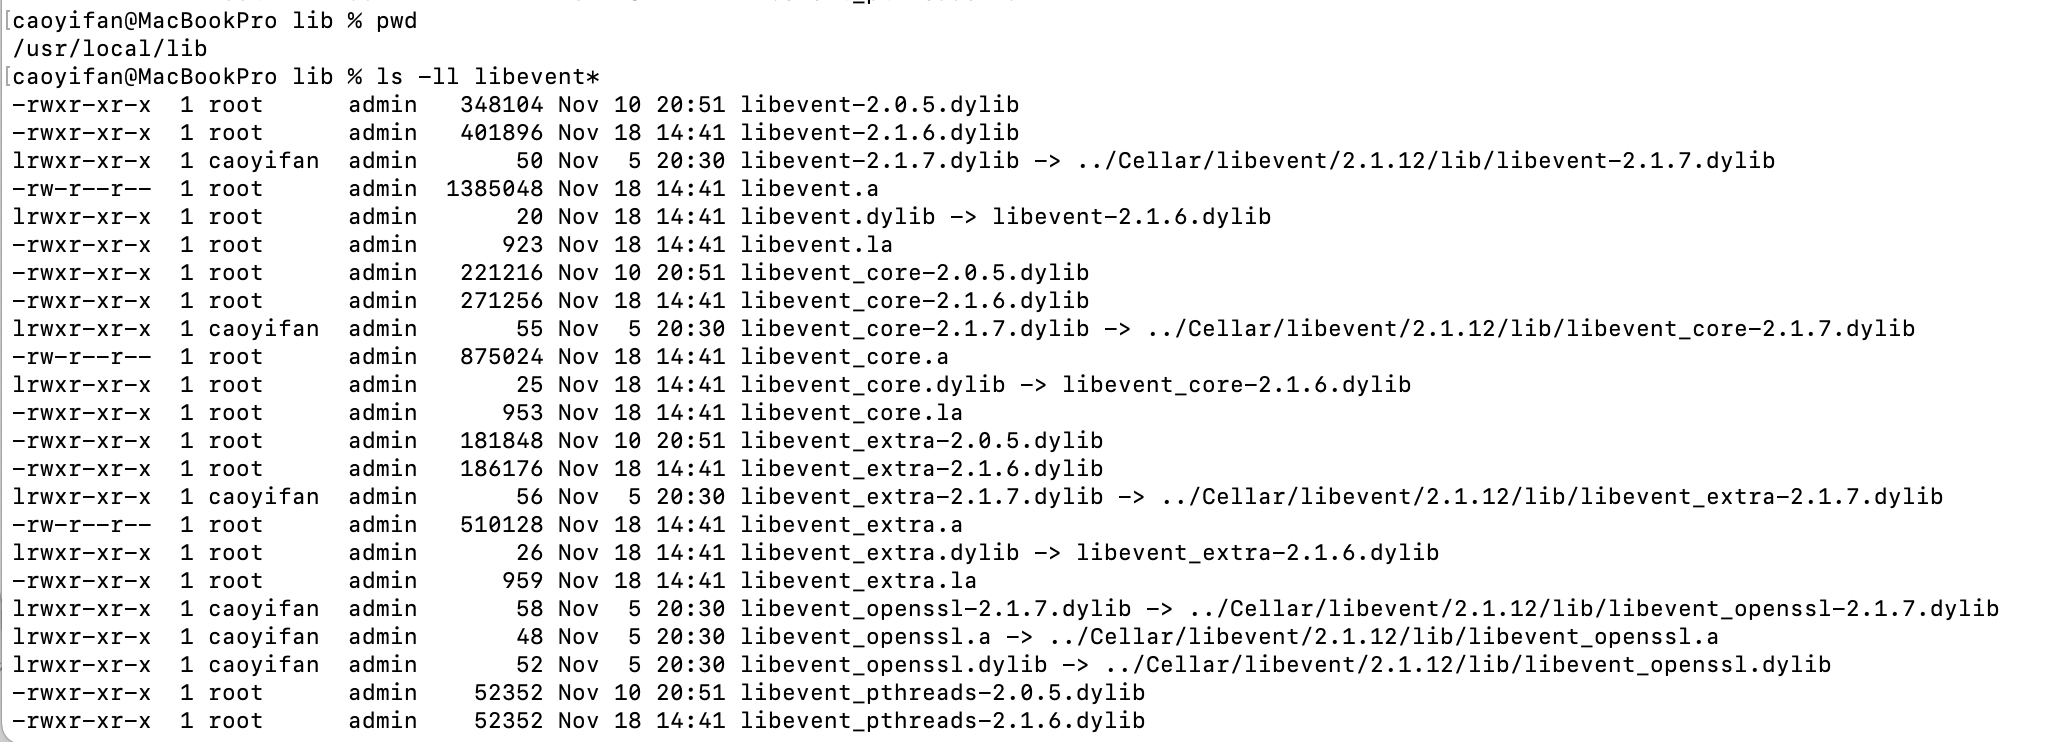 [caoyifan@MacBookPro lib % pwd
/usr/local/lib
[caoyifan@MacBookPro lib % ls -ll libevent*
-rwxr-xr-x  1 root      admin   348104 Nov 10 20:51 libevent-2.0.5.dylib
-rwxr-xr-x  1 root      admin   401896 Nov 18 14:41 libevent-2.1.6.dylib
lrwxr-xr-x  1 caoyifan  admin       50 Nov  5 20:30 libevent-2.1.7.dylib -> ../Cellar/libevent/2.1.12/lib/libevent-2.1.7.dylib
-rw-r--r--  1 root      admin  1385048 Nov 18 14:41 libevent.a
lrwxr-xr-x  1 root      admin       20 Nov 18 14:41 libevent.dylib -> libevent-2.1.6.dylib
-rwxr-xr-x  1 root      admin      923 Nov 18 14:41 libevent.la
-rwxr-xr-x  1 root      admin   221216 Nov 10 20:51 libevent_core-2.0.5.dylib
-rwxr-xr-x  1 root      admin   271256 Nov 18 14:41 libevent_core-2.1.6.dylib
lrwxr-xr-x  1 caoyifan  admin       55 Nov  5 20:30 libevent_core-2.1.7.dylib -> ../Cellar/libevent/2.1.12/lib/libevent_core-2.1.7.dylib
-rw-r--r--  1 root      admin   875024 Nov 18 14:41 libevent_core.a
lrwxr-xr-x  1 root      admin       25 Nov 18 14:41 libevent_core.dylib -> libevent_core-2.1.6.dylib
-rwxr-xr-x  1 root      admin      953 Nov 18 14:41 libevent_core.la
-rwxr-xr-x  1 root      admin   181848 Nov 10 20:51 libevent_extra-2.0.5.dylib
-rwxr-xr-x  1 root      admin   186176 Nov 18 14:41 libevent_extra-2.1.6.dylib
lrwxr-xr-x  1 caoyifan  admin       56 Nov  5 20:30 libevent_extra-2.1.7.dylib -> ../Cellar/libevent/2.1.12/lib/libevent_extra-2.1.7.dylib
-rw-r--r--  1 root      admin   510128 Nov 18 14:41 libevent_extra.a
lrwxr-xr-x  1 root      admin       26 Nov 18 14:41 libevent_extra.dylib -> libevent_extra-2.1.6.dylib
-rwxr-xr-x  1 root      admin      959 Nov 18 14:41 libevent_extra.la
lrwxr-xr-x  1 caoyifan  admin       58 Nov  5 20:30 libevent_openssl-2.1.7.dylib -> ../Cellar/libevent/2.1.12/lib/libevent_openssl-2.1.7.dylib
lrwxr-xr-x  1 caoyifan  admin       48 Nov  5 20:30 libevent_openssl.a -> ../Cellar/libevent/2.1.12/lib/libevent_openssl.a
lrwxr-xr-x  1 caoyifan  admin       52 Nov  5 20:30 libevent_openssl.dylib -> ../Cellar/libevent/2.1.12/lib/libevent_openssl.dylib
-rwxr-xr-x  1 root      admin    52352 Nov 10 20:51 libevent_pthreads-2.0.5.dylib
-rwxr-xr-x  1 root      admin    52352 Nov 18 14:41 libevent_pthreads-2.1.6.dylib